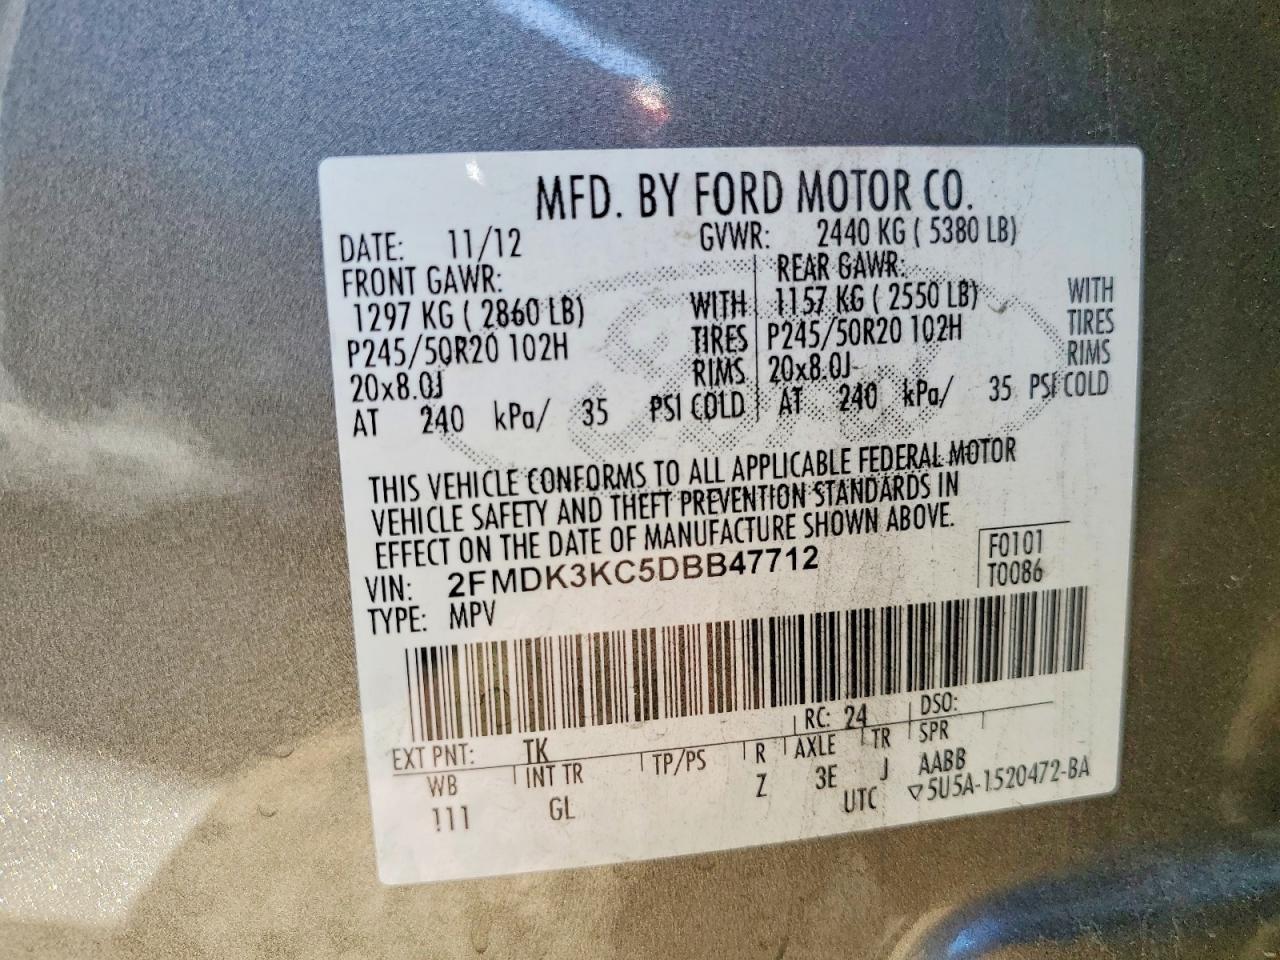 MFD. BY FORD MOTOR CO.
DATE: 11/12 GVWR: 2440 KG ( 5380 LB)
FRONT GAWR: REAR GAWR:
1297 KG ( 2860 LB) WITH 1157 KG ( 2550 LB) WITH
P245/50R20 102H TIRES P245/50R20 102H TIRES
20x8.0J RIMS 20x8.0J RIMS
AT 240 kPa/ 35 PSI COLD AT 240 kPa/ 35 PSI COLD
THIS VEHICLE CONFORMS TO ALL APPLICABLE FEDERAL MOTOR
VEHICLE SAFETY AND THEFT PREVENTION STANDARDS IN
EFFECT ON THE DATE OF MANUFACTURE SHOWN ABOVE.
VIN: 2FMDK3KC5DBB47712 F0101
TYPE: MPV T0086
EXT PNT: TK RC: 24 DSO:
WB INT TR TP/PS R AXLE TR SPR
111 GL Z 3E J AABB
UTC ▽5U5A-1520472-BA